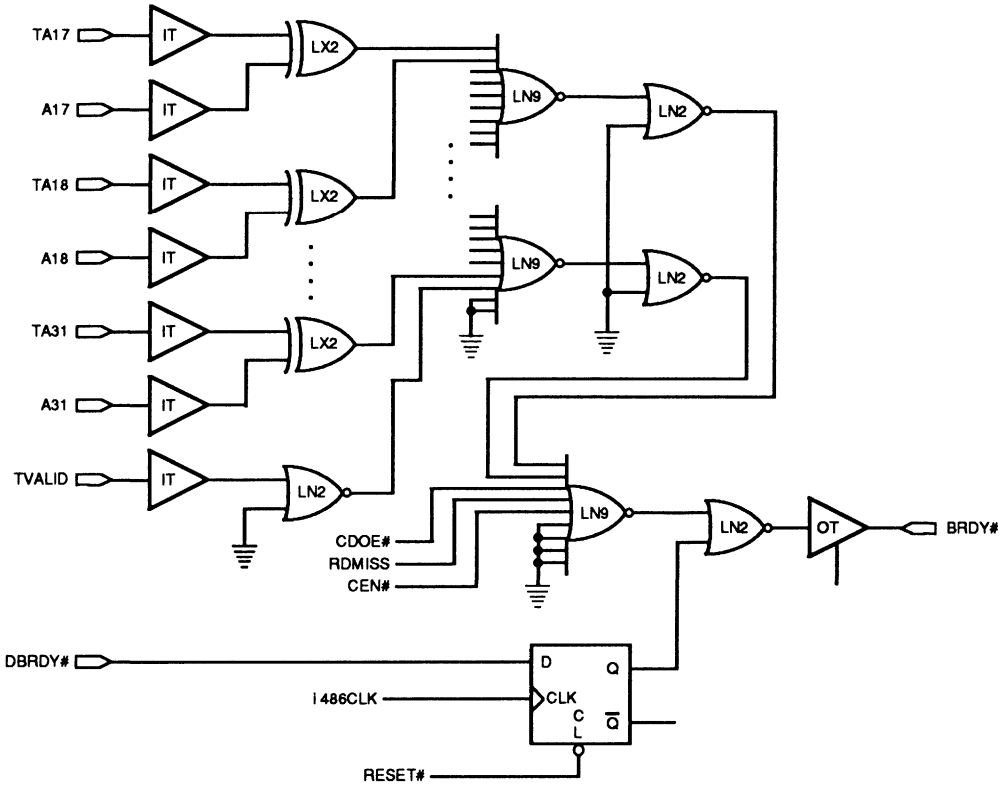 TA17
IT
LX2
LN9
LN2
A17
IT
TA18
IT
LX2
A18
IT
LN9
LN2
TA31
IT
LX2
A31
IT
TVALID
IT
LN2
LN9
LN2
OT
BRDY#
CDOE#
RDMISS
CEN#
DBRDY#
D
Q
i486CLK
CLK
C
L
Q̅
RESET#